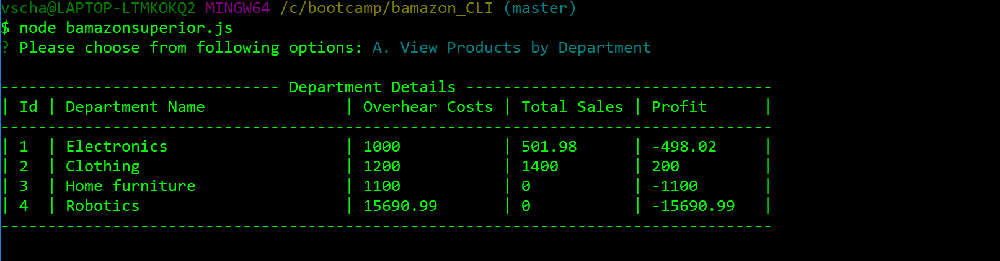 vscha@LAPTOP-LTMKOKQ2 MINGW64 /c/bootcamp/bamazon_CLI (master)
$ node bamazonsuperior.js
? Please choose from following options: A. View Products by Department
------------------------------ Department Details ---------------------------------
| Id | Department Name | Overhear Costs | Total Sales | Profit |
-----------------------------------------------------------------------------------
| 1 | Electronics | 1000 | 501.98 | -498.02 |
| 2 | Clothing | 1200 | 1400 | 200 |
| 3 | Home furniture | 1100 | 0 | -1100 |
| 4 | Robotics | 15690.99 | 0 | -15690.99 |
-----------------------------------------------------------------------------------